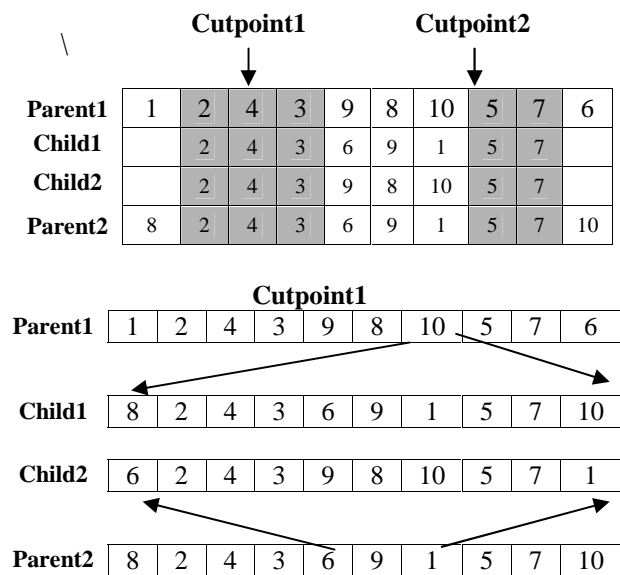 Cutpoint1 Cutpoint2
\
Parent1 1 2 4 3 9 8 10 5 7 6
Child1 2 4 3 6 9 1 5 7
Child2 2 4 3 9 8 10 5 7
Parent2 8 2 4 3 6 9 1 5 7 10
Cutpoint1
Parent1 1 2 4 3 9 8 10 5 7 6
Child1 8 2 4 3 6 9 1 5 7 10
Child2 6 2 4 3 9 8 10 5 7 1
Parent2 8 2 4 3 6 9 1 5 7 10